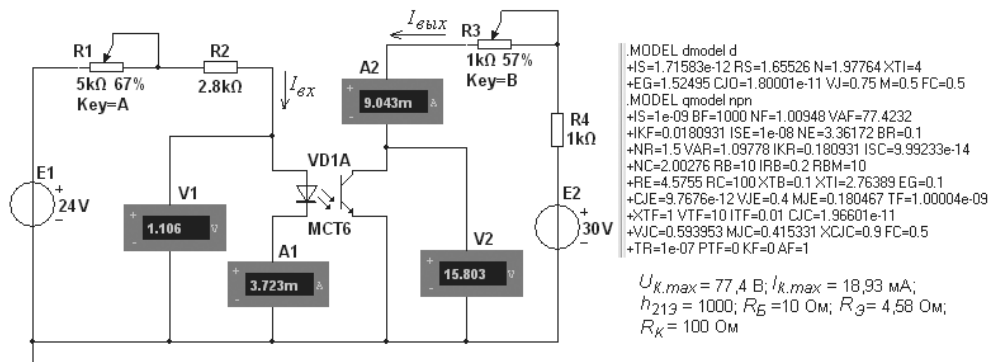 Iвых
R1
5kΩ 67%
Key=A
R2
2.8kΩ
Iвх
A2
9.043m
A
R3
1kΩ 57%
Key=B
R4
1kΩ
E1
24 V
V1
1.106
V
VD1A
MCT6
A1
3.723m
A
V2
15.803
V
E2
30 V
.MODEL dmodel d
+IS=1.71583e-12 RS=1.65526 N=1.97764 XTI=4
+EG=1.52495 CJO=1.80001e-11 VJ=0.75 M=0.5 FC=0.5
.MODEL qmodel npn
+IS=1e-09 BF=1000 NF=1.00948 VAF=77.4232
+IKF=0.0180931 ISE=1e-08 NE=3.36172 BR=0.1
+NR=1.5 VAR=1.09778 IKR=0.180931 ISC=9.99233e-14
+NC=2.00276 RB=10 IRB=0.2 RBM=10
+RE=4.5755 RC=100 XTB=0.1 XTI=2.76389 EG=0.1
+CJE=9.7676e-12 VJE=0.4 MJE=0.180467 TF=1.00004e-09
+XTF=1 VTF=10 ITF=0.01 CJC=1.96601e-11
+VJC=0.593953 MJC=0.415331 XCJC=0.9 FC=0.5
+TR=1e-07 PTF=0 KF=0 AF=1
UК.max = 77,4 В; IК.max = 18,93 мА;
h21Э = 1000; RБ =10 Ом; RЭ = 4,58 Ом;
RК = 100 Ом